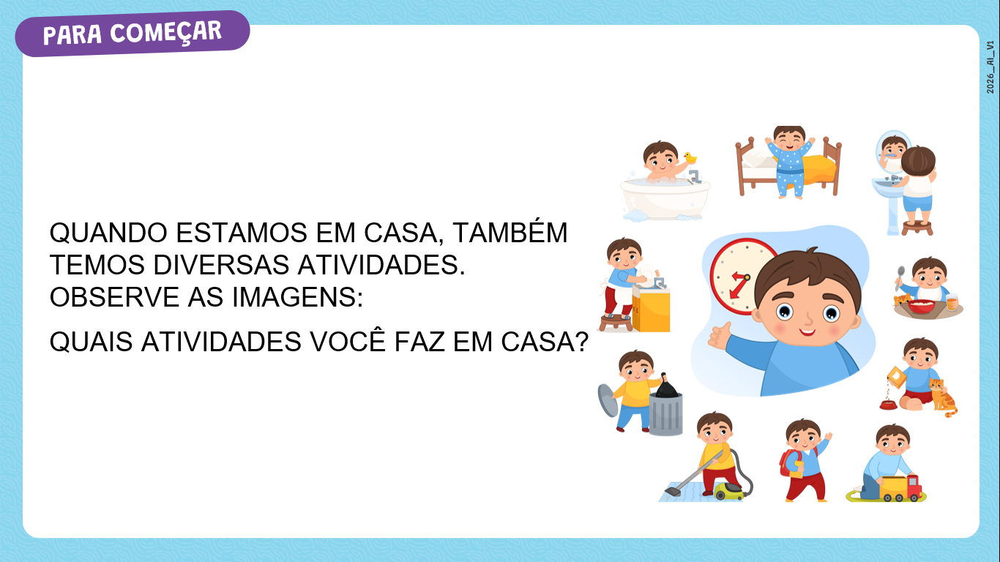 PARA COMEÇAR
2026_AI_V1
QUANDO ESTAMOS EM CASA, TAMBÉM
TEMOS DIVERSAS ATIVIDADES.
OBSERVE AS IMAGENS:
QUAIS ATIVIDADES VOCÊ FAZ EM CASA?